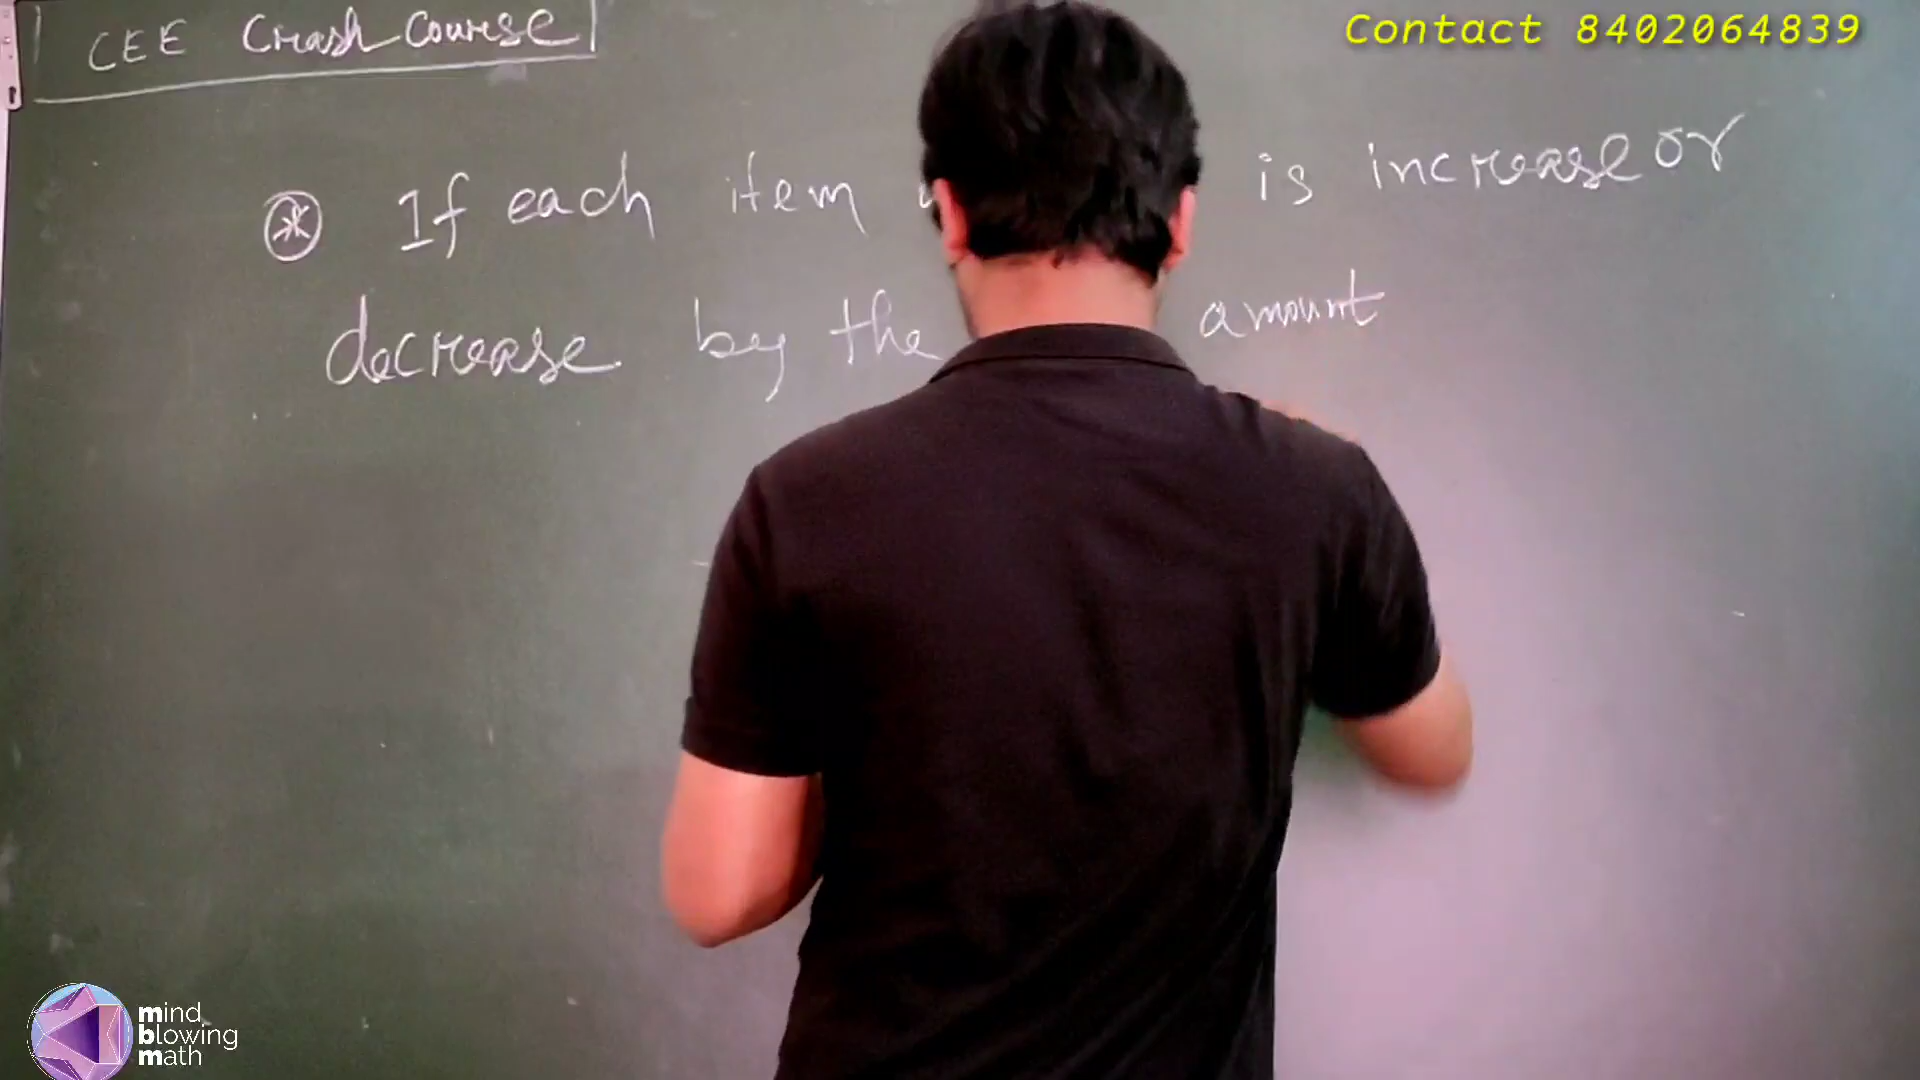 CEE Crash Course
Contact 8402064839
If each item is increase or
decrease by the amount
mind
blowing
math